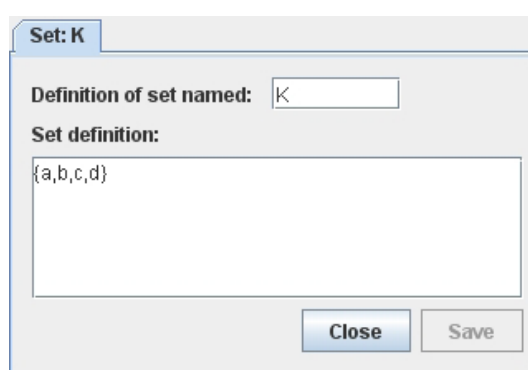 Set: K
Definition of set named: K
Set definition:
{a,b,c,d}
Close Save